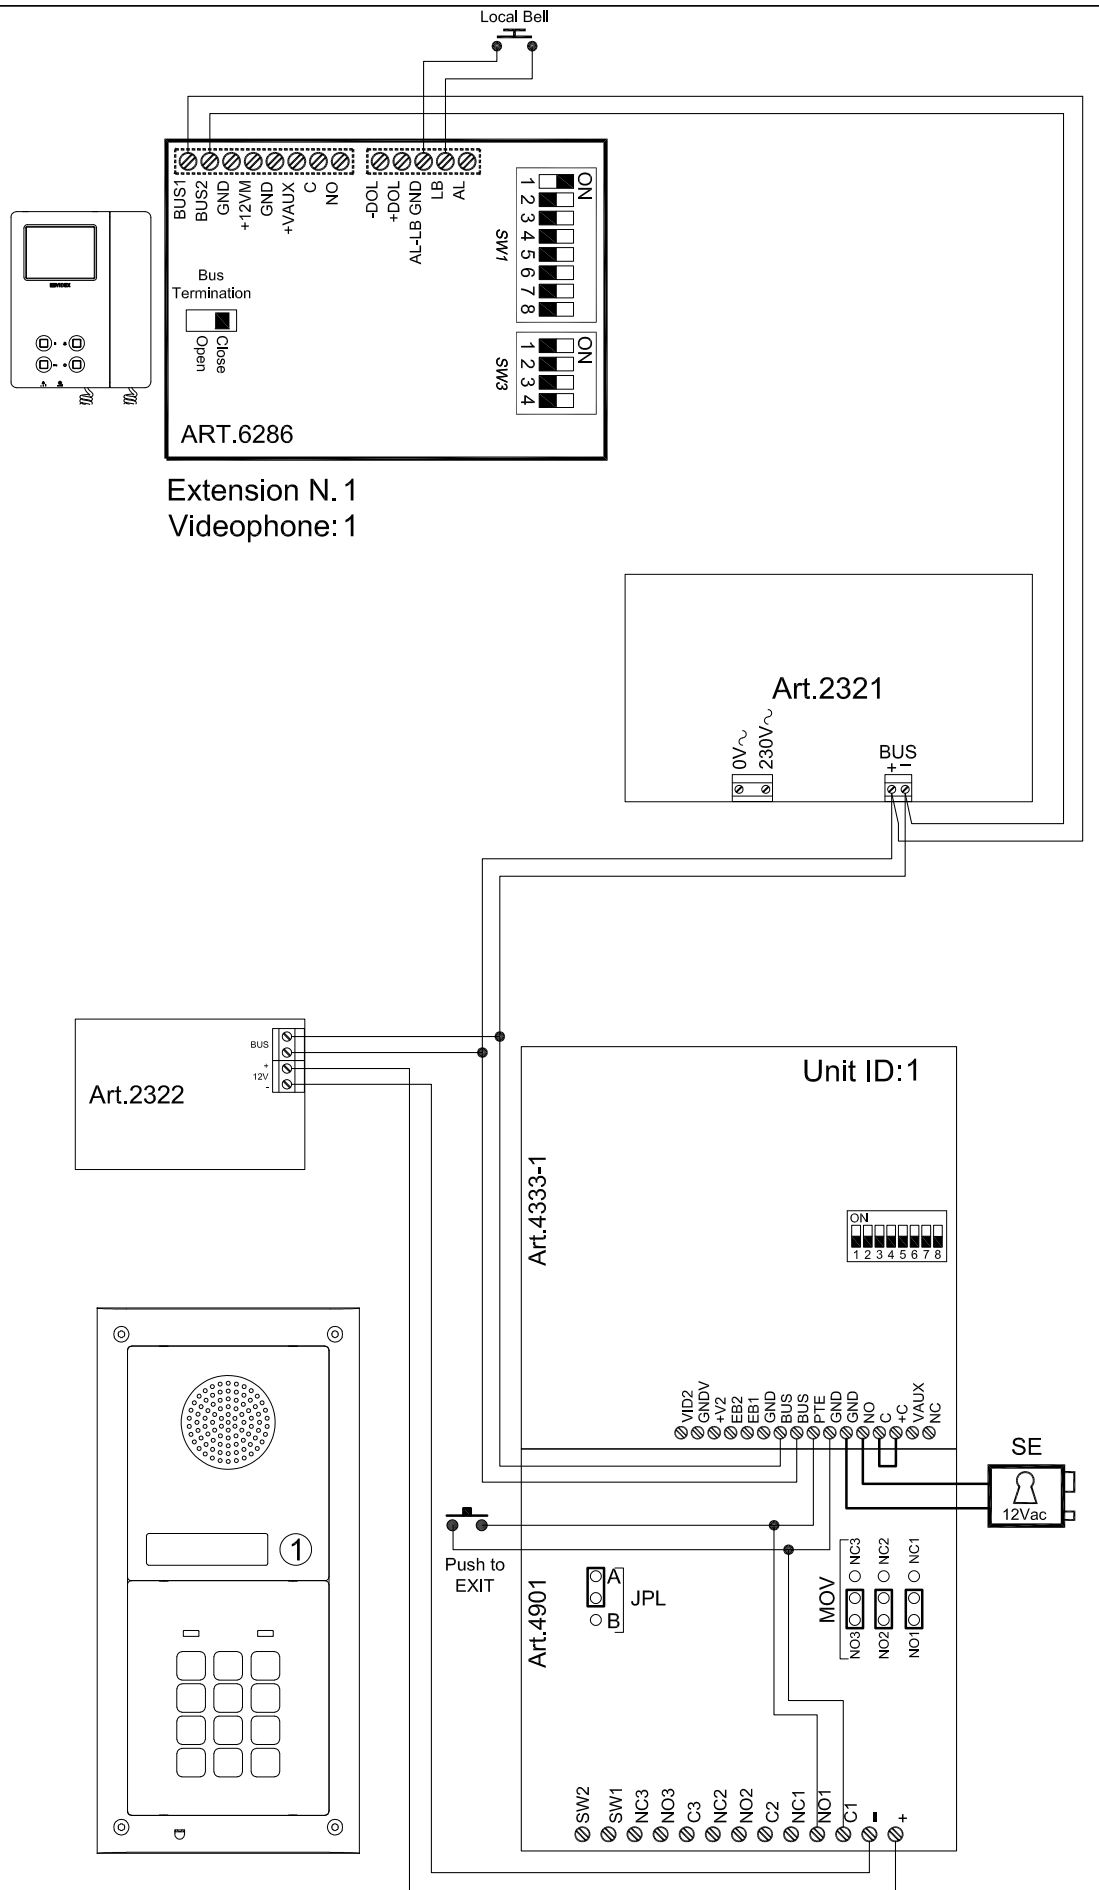 Local Bell
BUS1
BUS2
GND
+12VM
GND
+VAUX
C
NO
-DOL
+DOL
AL-LB GND
LB
AL
ON
1
2
3
4
5
6
7
8
SW1
Bus
Termination
Open
Close
ON
1
2
3
4
SW3
VIDEX
ART.6286
Extension N. 1
Videophone: 1
Art.2321
0V~
230V~
BUS
+ -
BUS
+
12V
-
Art.2322
Unit ID:1
Art.4333-1
ON
1 2 3 4 5 6 7 8
VID2
GNDV
+V2
EB2
EB1
GND
BUS
BUS
PTE
GND
GND
NO
C
+C
VAUX
NC
SE
12Vac
1
Push to
EXIT
Art.4901
A
JPL
B
MOV
NC3
NC2
NC1
NO3
NO2
NO1
SW2
SW1
NC3
NO3
C3
NC2
NO2
C2
NC1
NO1
C1
-
+